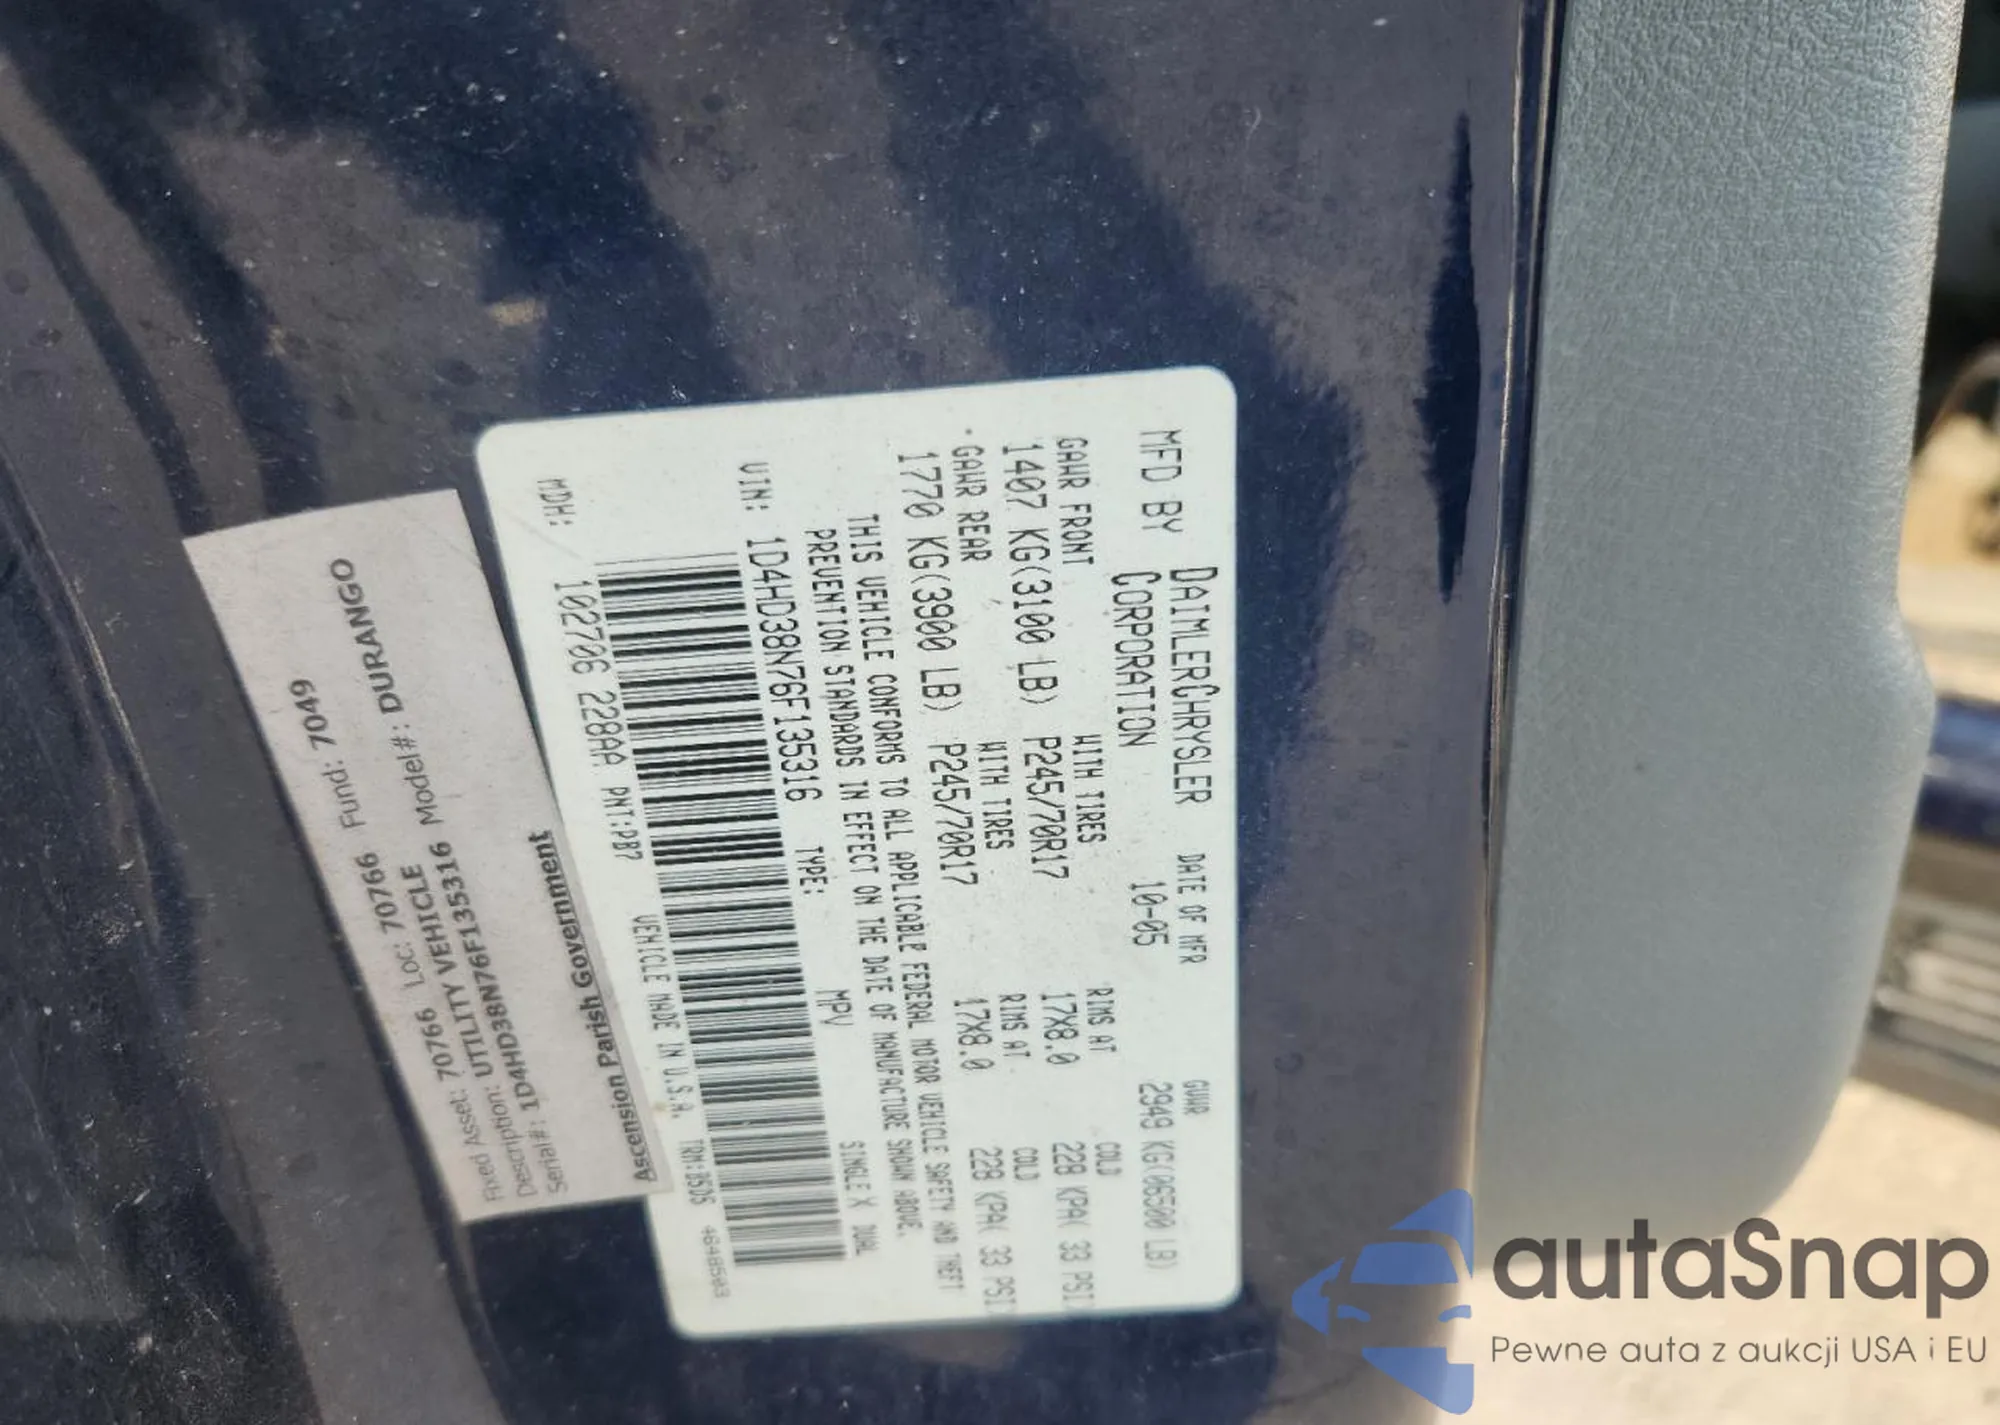 MFD BY DAIMLERCHRYSLER CORPORATION
DATE OF MFR 10-05
GVWR 2949 KG(06500 LB)
GAWR FRONT WITH TIRES RIMS AT COLD
1407 KG(3100 LB) P245/70R17 17X8.0 228 KPA( 33 PSI
GAWR REAR WITH TIRES RIMS AT COLD
1770 KG(3900 LB) P245/70R17 17X8.0 228 KPA( 33 PSI
THIS VEHICLE CONFORMS TO ALL APPLICABLE FEDERAL MOTOR VEHICLE SAFETY AND THEFT
PREVENTION STANDARDS IN EFFECT ON THE DATE OF MANUFACTURE SHOWN ABOVE.
VIN: 1D4HD38N76F135316 TYPE: MPV SINGLE X DUAL
MDH: 102706 228AA PNT:PB7 VEHICLE MADE IN U.S.A. TRM:B5D5
Ascension Parish Government
Serial#: 1D4HD38N76F135316 Model#: DURANGO
Description: UTILITY VEHICLE
Fixed Asset: 70766 Loc: 70766 Fund: 7049
autaSnap
Pewne auta z aukcji USA i EU